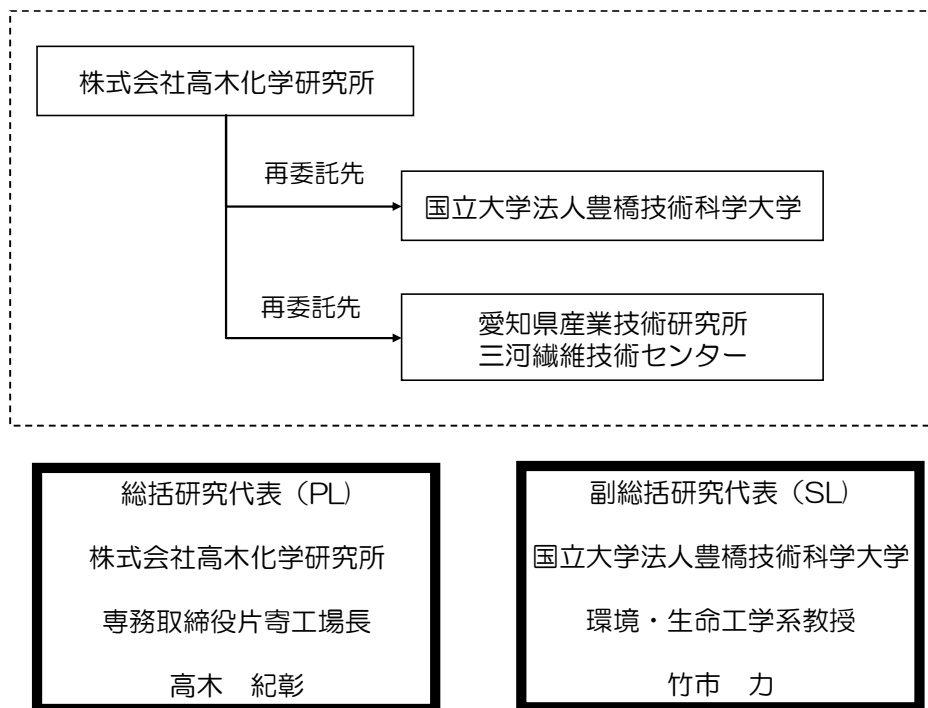 株式会社高木化学研究所
再委託先
国立大学法人豊橋技術科学大学
再委託先
愛知県産業技術研究所
三河繊維技術センター
総括研究代表（PL）
株式会社高木化学研究所
専務取締役片寄工場長
高木　紀彰
副総括研究代表（SL）
国立大学法人豊橋技術科学大学
環境・生命工学系教授
竹市　力